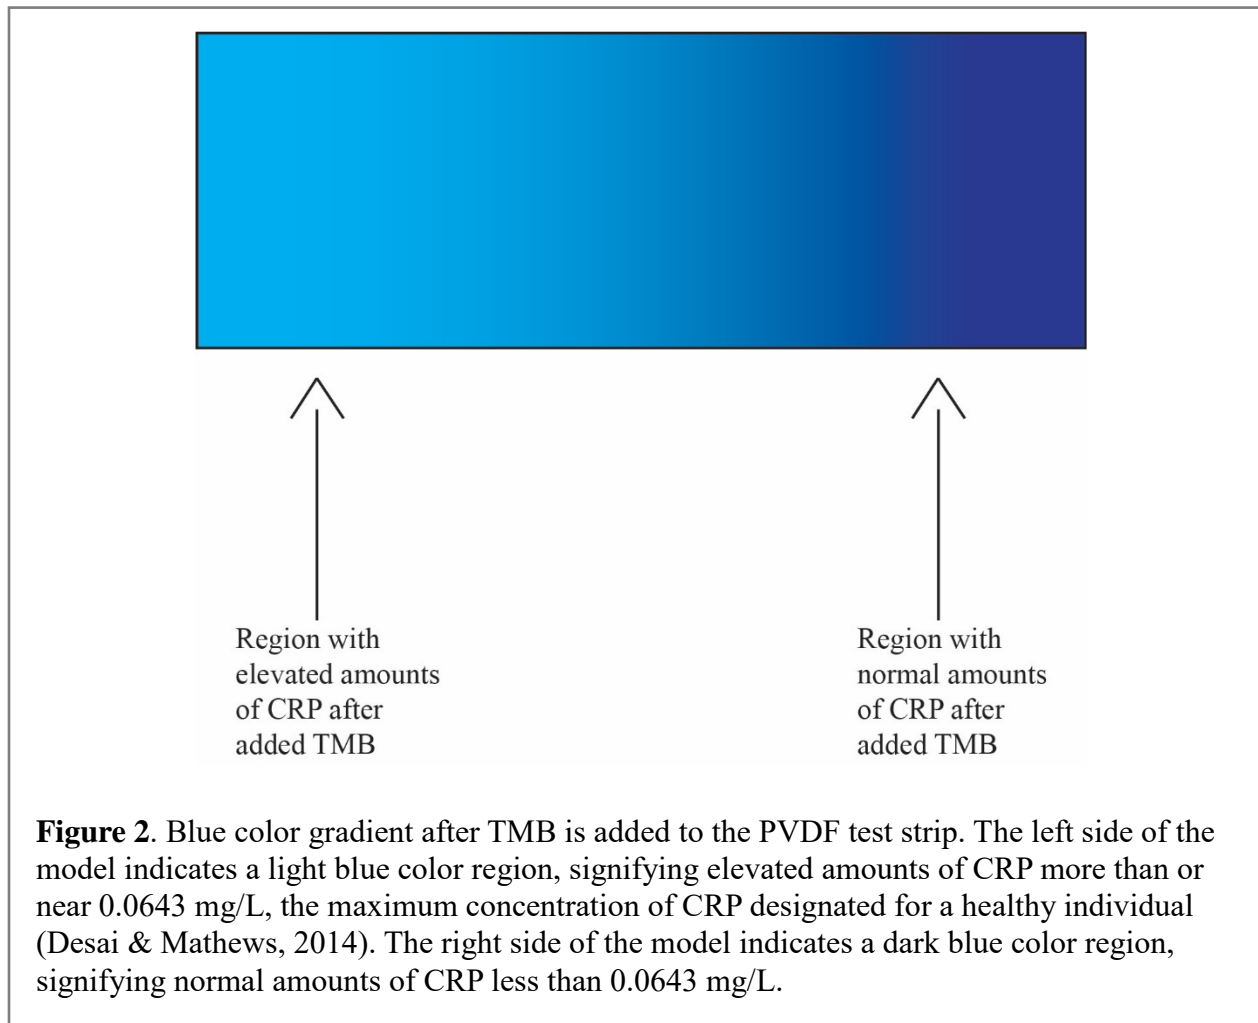 Region with
elevated amounts
of CRP after
added TMB
Region with
normal amounts
of CRP after
added TMB
Figure 2. Blue color gradient after TMB is added to the PVDF test strip. The left side of the
model indicates a light blue color region, signifying elevated amounts of CRP more than or
near 0.0643 mg/L, the maximum concentration of CRP designated for a healthy individual
(Desai & Mathews, 2014). The right side of the model indicates a dark blue color region,
signifying normal amounts of CRP less than 0.0643 mg/L.